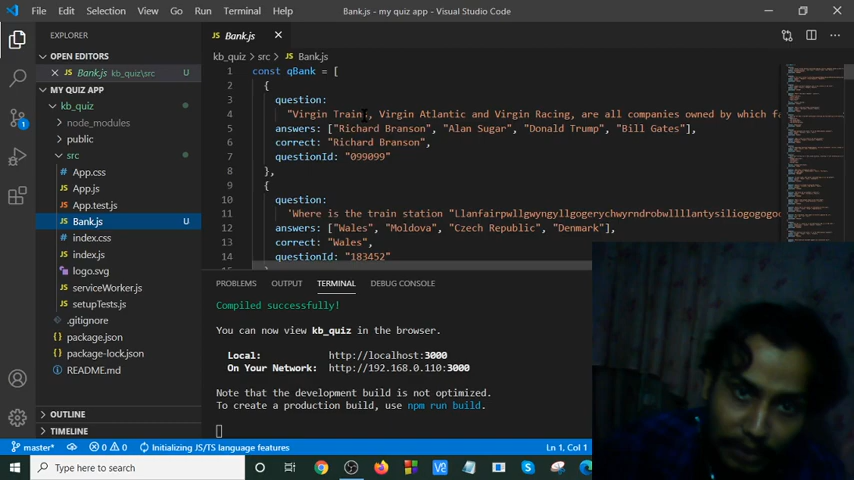 File Edit Selection View Go Run Terminal Help Bank.js - my quiz app - Visual Studio Code
EXPLORER
OPEN EDITORS
JS Bank.js kb_quiz\src U
MY QUIZ APP
kb_quiz
node_modules
public
src
App.css
JS App.js
JS App.test.js
JS Bank.js U
index.css
JS index.js
logo.svg
JS serviceWorker.js
JS setupTests.js
.gitignore
package.json
package-lock.json
README.md
OUTLINE
TIMELINE
JS Bank.js
kb_quiz > src > JS Bank.js
1 const qBank = [
2 {
3 question:
4 "Virgin Trains, Virgin Atlantic and Virgin Racing, are all companies owned by which fa
5 answers: ["Richard Branson", "Alan Sugar", "Donald Trump", "Bill Gates"],
6 correct: "Richard Branson",
7 questionId: "099099"
8 },
9 {
10 question:
11 'Where is the train station "Llanfairpwllgwyngyllgogerychwyrndrobwllllantysiliogogogoc
12 answers: ["Wales", "Moldova", "Czech Republic", "Denmark"],
13 correct: "Wales",
14 questionId: "183452"
PROBLEMS OUTPUT TERMINAL DEBUG CONSOLE
Compiled successfully!
You can now view kb_quiz in the browser.
Local: http://localhost:3000
On Your Network: http://192.168.0.110:3000
Note that the development build is not optimized.
To create a production build, use npm run build.
master* 0 0 Initializing JS/TS language features Ln 1, Col 1
Type here to search